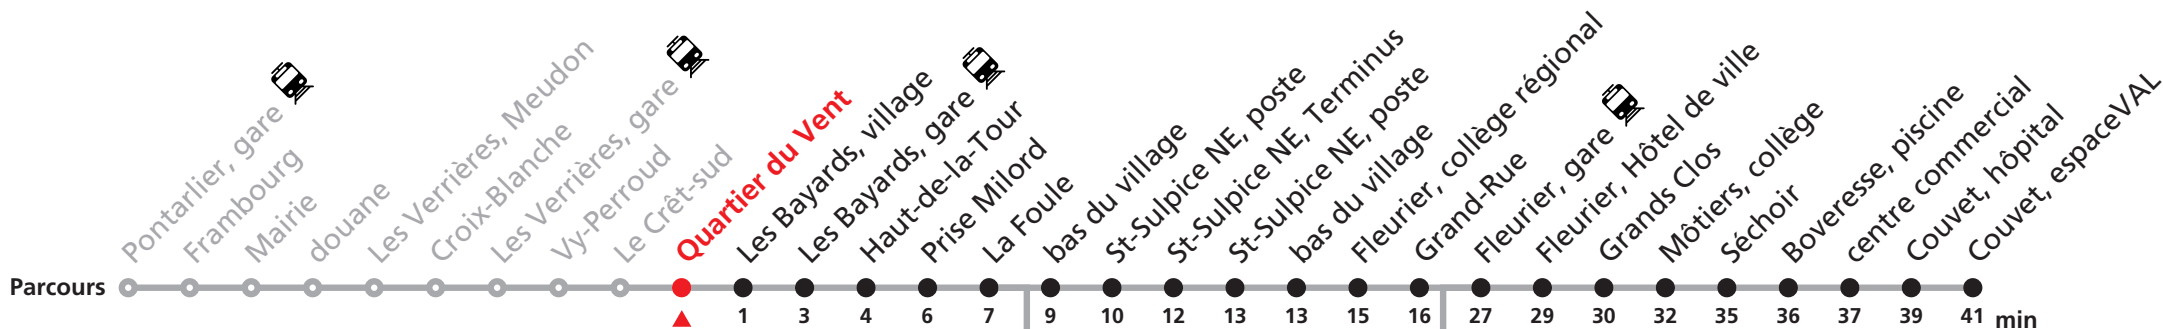 Pontarlier, gare
Frambourg
Mairie
douane
Les Verrières, Meudon
Croix-Blanche
Les Verrières, gare
Vy-Perroud
Le Crêt-sud
Quartier du Vent
Les Bayards, village
Les Bayards, gare
Haut-de-la-Tour
Prise Milord
La Foule
bas du village
St-Sulpice NE, poste
St-Sulpice NE, Terminus
St-Sulpice NE, poste
bas du village
Fleurier, collège régional
Grand-Rue
Fleurier, gare
Fleurier, Hôtel de ville
Grands Clos
Môtiers, collège
Séchoir
Boveresse, piscine
centre commercial
Couvet, hôpital
Couvet, espaceVAL
Parcours
1 3 4 6 7 9 10 12 13 13 15 16 27 29 30 32 35 36 37 39 41 min